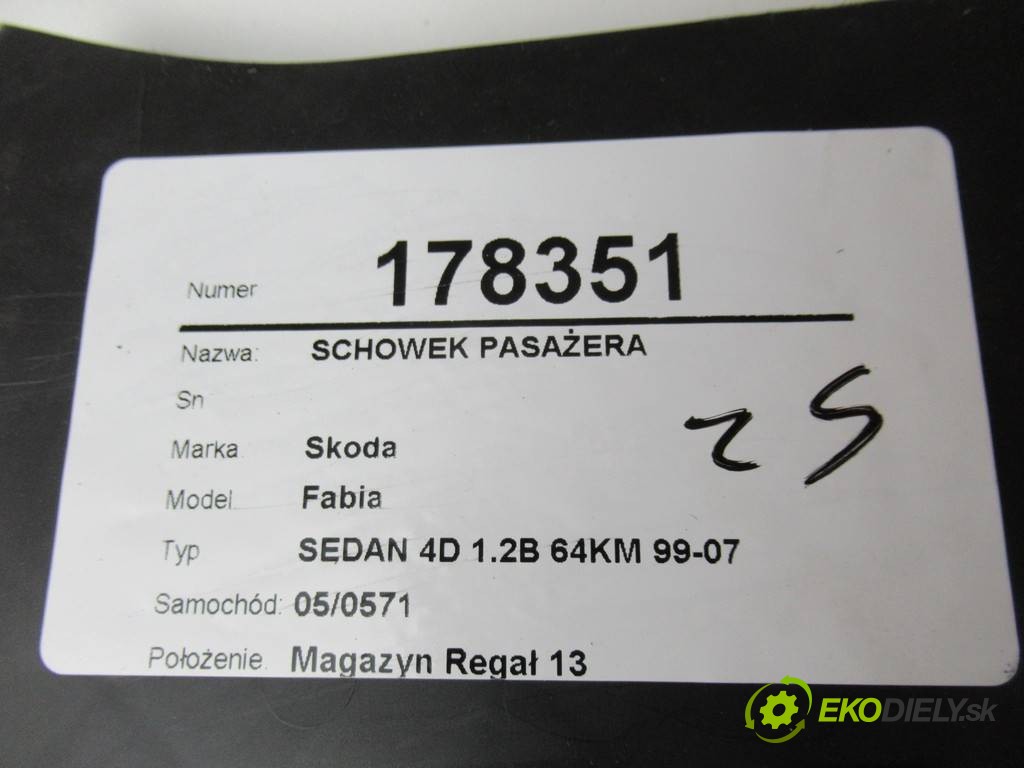 Numer 178351
Nazwa: SCHOWEK PASAŻERA
Sn
Marka Skoda
Model Fabia
Typ SEDAN 4D 1.2B 64KM 99-07
Samochód: 05/0571
Położenie Magazyn Regał 13
EKODIELY.sk